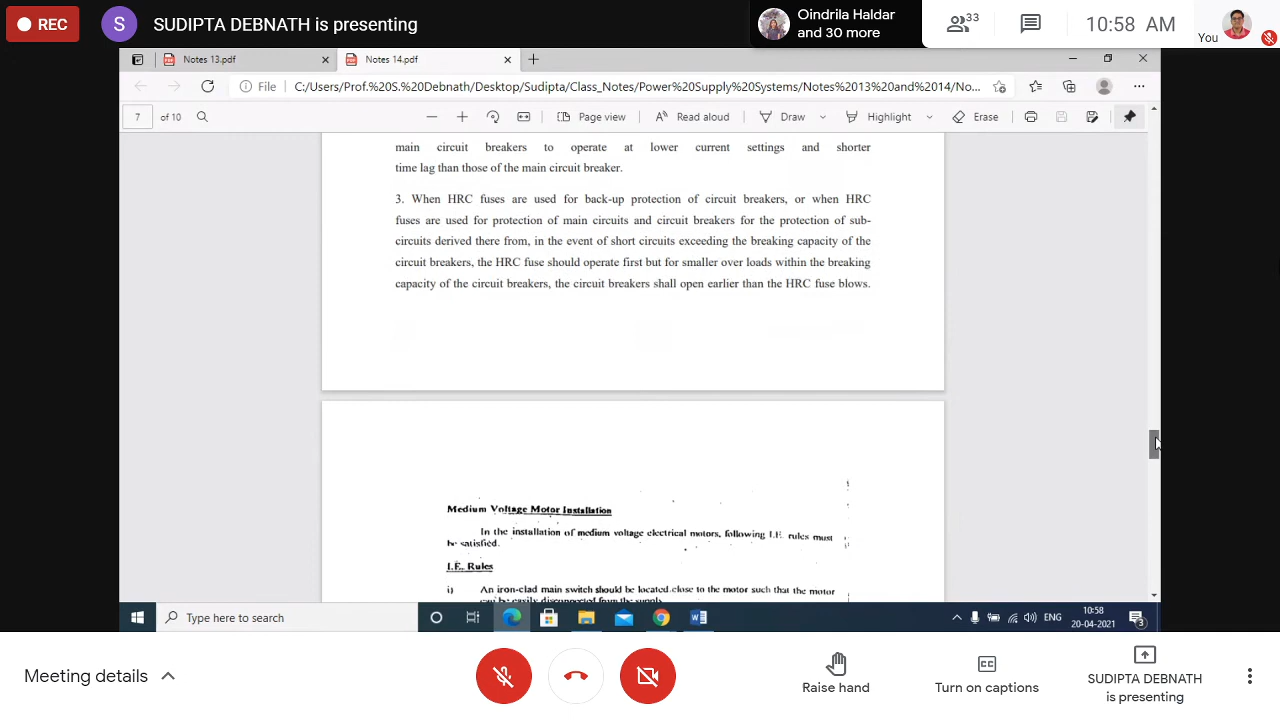 REC
S
SUDIPTA DEBNATH is presenting
Oindrila Haldar
and 30 more
33
10:58 AM
You
Notes 13.pdf
Notes 14.pdf
File
C:/Users/Prof.%20S.%20Debnath/Desktop/Sudipta/Class_Notes/Power%20Supply%20Systems/Notes%2013%20and%2014/No...
7
of 10
Page view
Read aloud
Draw
Highlight
Erase
main circuit breakers to operate at lower current settings and shorter
time lag than those of the main circuit breaker.
3. When HRC fuses are used for back-up protection of circuit breakers, or when HRC
fuses are used for protection of main circuits and circuit breakers for the protection of sub-
circuits derived there from, in the event of short circuits exceeding the breaking capacity of the
circuit breakers, the HRC fuse should operate first but for smaller over loads within the breaking
capacity of the circuit breakers, the circuit breakers shall open earlier than the HRC fuse blows.
Medium Voltage Motor Installation
In the installation of medium voltage electrical motors, following I.E. rules must
be satisfied.
I.E. Rules
i) An iron-clad main switch should be located close to the motor such that the motor
can be easily disconnected from the supply.
Type here to search
ENG
10:58
20-04-2021
3
Meeting details
Raise hand
Turn on captions
SUDIPTA DEBNATH
is presenting